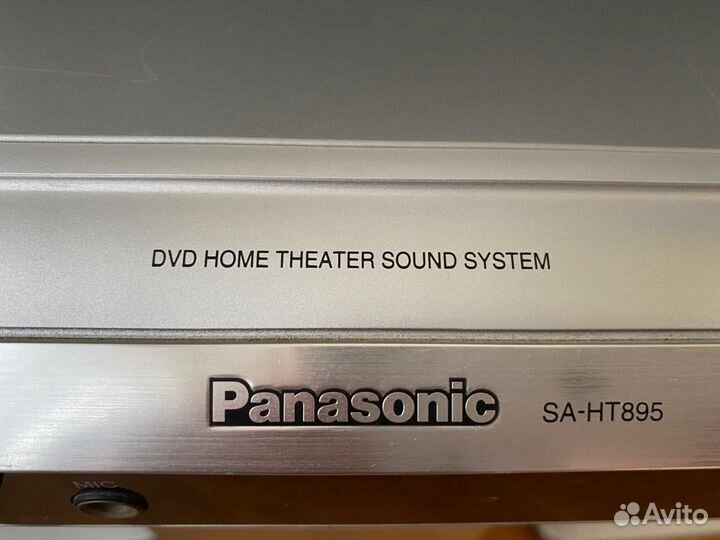 DVD HOME THEATER SOUND SYSTEM
Panasonic SA-HT895
MIC
Avito